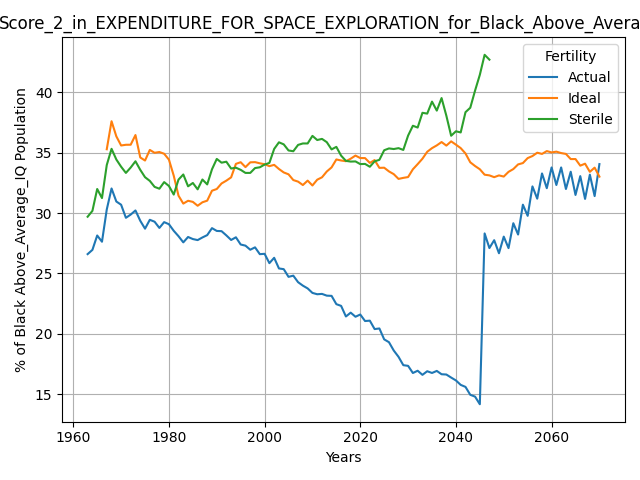 Score_2_in_EXPENDITURE_FOR_SPACE_EXPLORATION_for_Black_Above_Avera
Fertility
Actual
Ideal
Sterile
% of Black Above_Average_IQ Population
40
35
30
25
20
15
1960 1980 2000 2020 2040 2060
Years